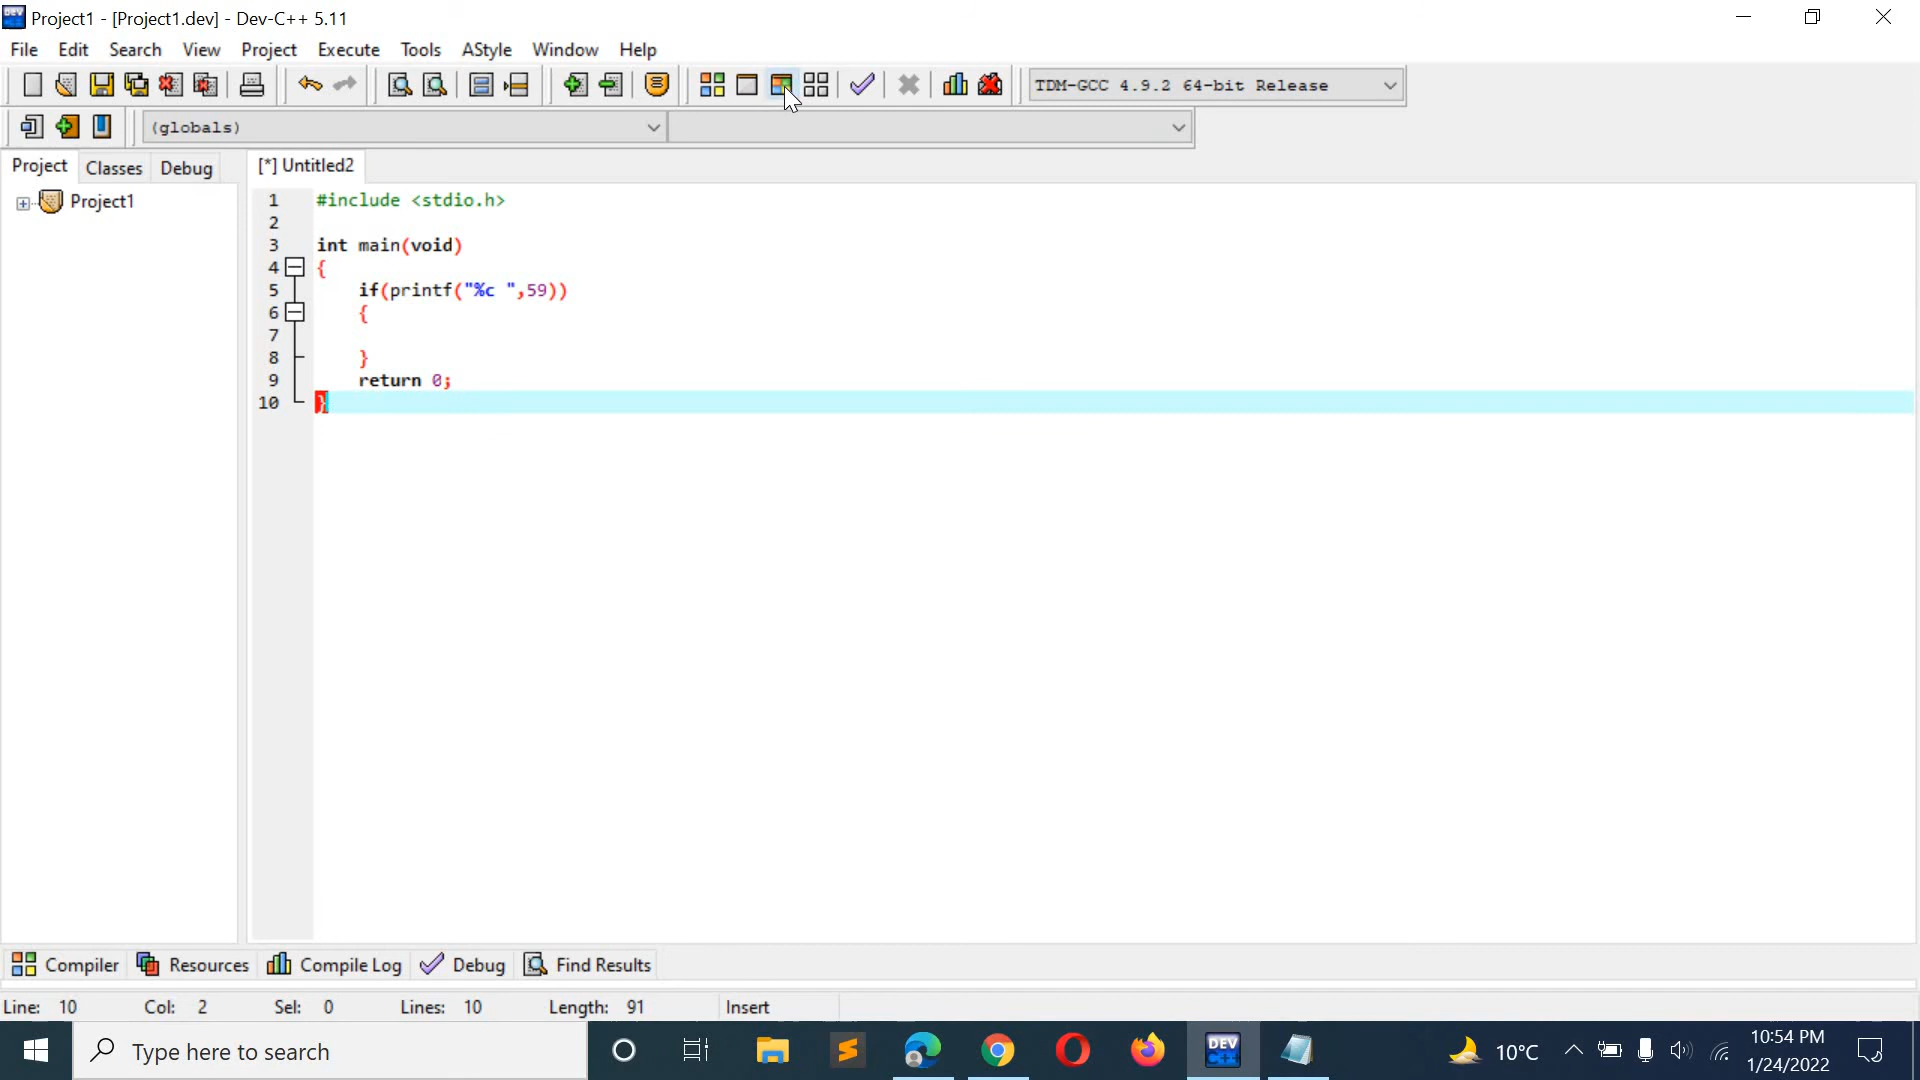 Project1 - [Project1.dev] - Dev-C++ 5.11
File Edit Search View Project Execute Tools AStyle Window Help
TDM-GCC 4.9.2 64-bit Release
(globals)
Project Classes Debug [*] Untitled2
Project1
1 #include <stdio.h>
2
3 int main(void)
4 {
5 if(printf("%c ",59))
6 {
7
8 }
9 return 0;
10 }
Compiler Resources Compile Log Debug Find Results
Line: 10 Col: 2 Sel: 0 Lines: 10 Length: 91 Insert
Type here to search
DEV C++
10°C
10:54 PM
1/24/2022